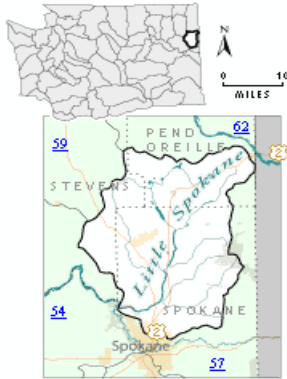 N
0 10
MILES
62
PEND
OREILLE
59
2
STEVENS
Little Spokane
54
SPOKANE
2
Spokane
57